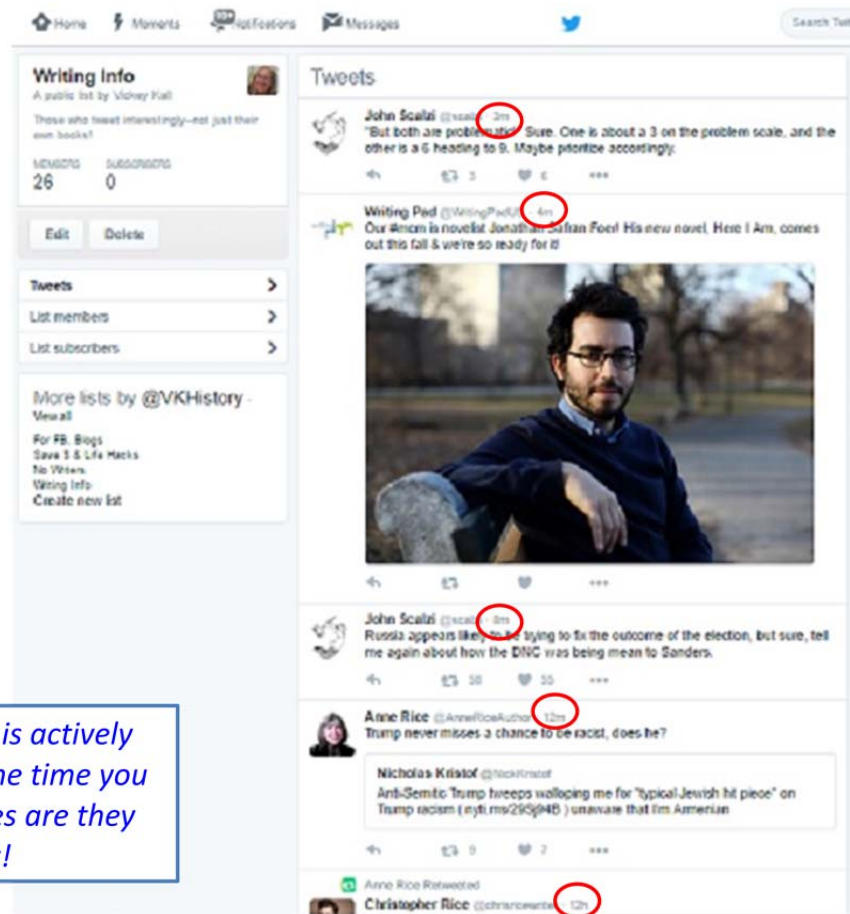 Home Moments Notifications Messages
Search Twit
Writing Info
A public list by Vickey Kall
Those who tweet interestingly--not just their
own books!
MEMBERS SUBSCRIBERS
26 0
Edit Delete
Tweets
List members
List subscribers
More lists by @VKHistory ·
View all
For FB, Blogs
Save $ & Life Hacks
No Writers
Writing Info
Create new list
is actively
ne time you
es are they
!
Tweets
John Scalzi @scalzi
"But both are problematic!" Sure. One is about a 3 on the problem scale, and the
other is a 6 heading to 9. Maybe prioritize accordingly.
3 6
Writing Pad · 4m
Our #mcm is novelist Jonathan Safran Foer! His new novel, Here I Am, comes
out this fall & we're so ready for it!
John Scalzi @scalzi · 8m
Russia appears likely to be trying to fix the outcome of the election, but sure, tell
me again about how the DNC was being mean to Sanders.
58 55
Anne Rice @AnneRiceAuthor · 12m
Trump never misses a chance to be racist, does he?
Nicholas Kristof @NickKristof
Anti-Semitic Trump tweeps walloping me for "typical Jewish hit piece" on
Trump racism ( ) unaware that I'm Armenian
9 7
Anne Rice Retweeted
Christopher Rice · 12h